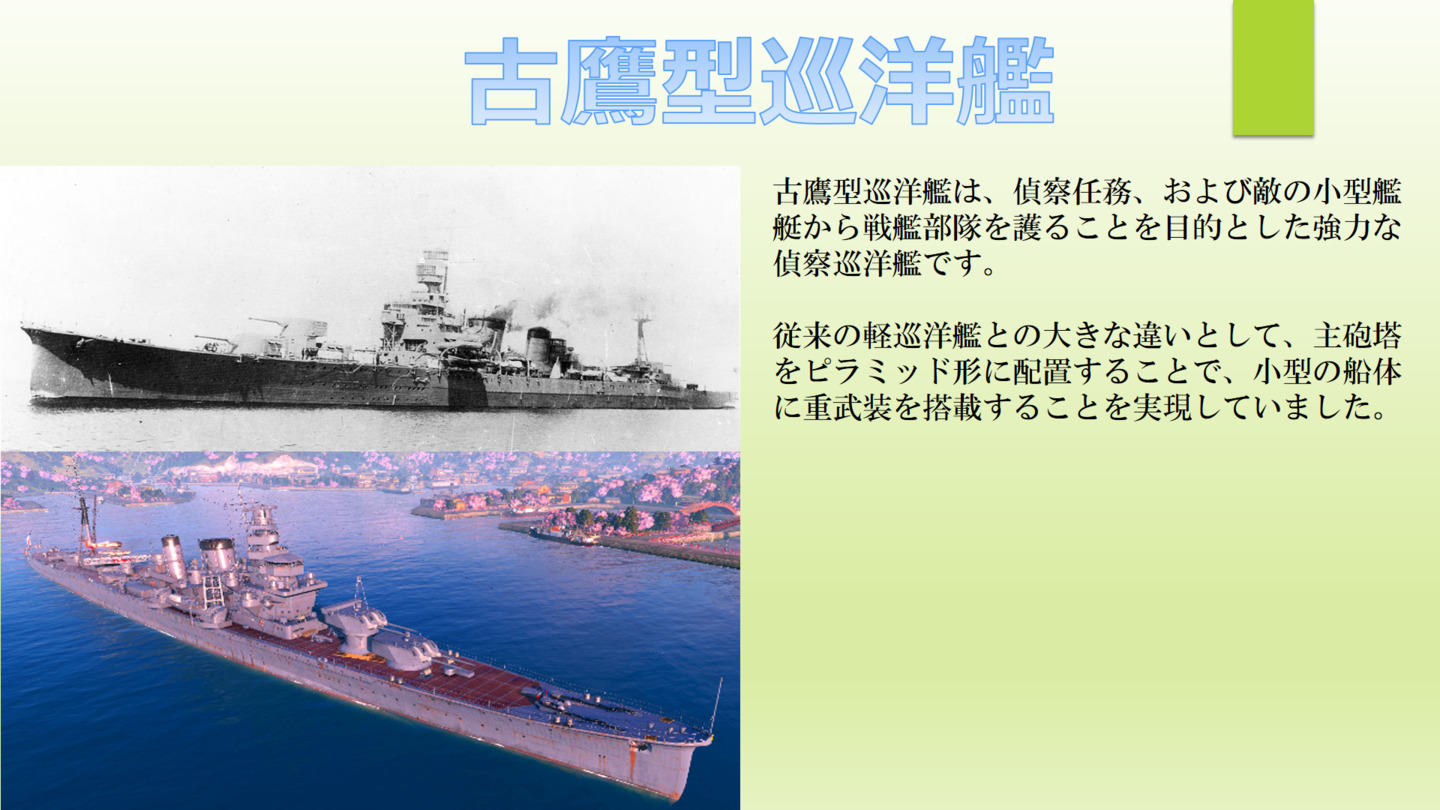 古鷹型巡洋艦
古鷹型巡洋艦は、偵察任務、および敵の小型艦
艇から戦艦部隊を護ることを目的とした強力な
偵察巡洋艦です。
従来の軽巡洋艦との大きな違いとして、主砲塔
をピラミッド形に配置することで、小型の船体
に重武装を搭載することを実現していました。